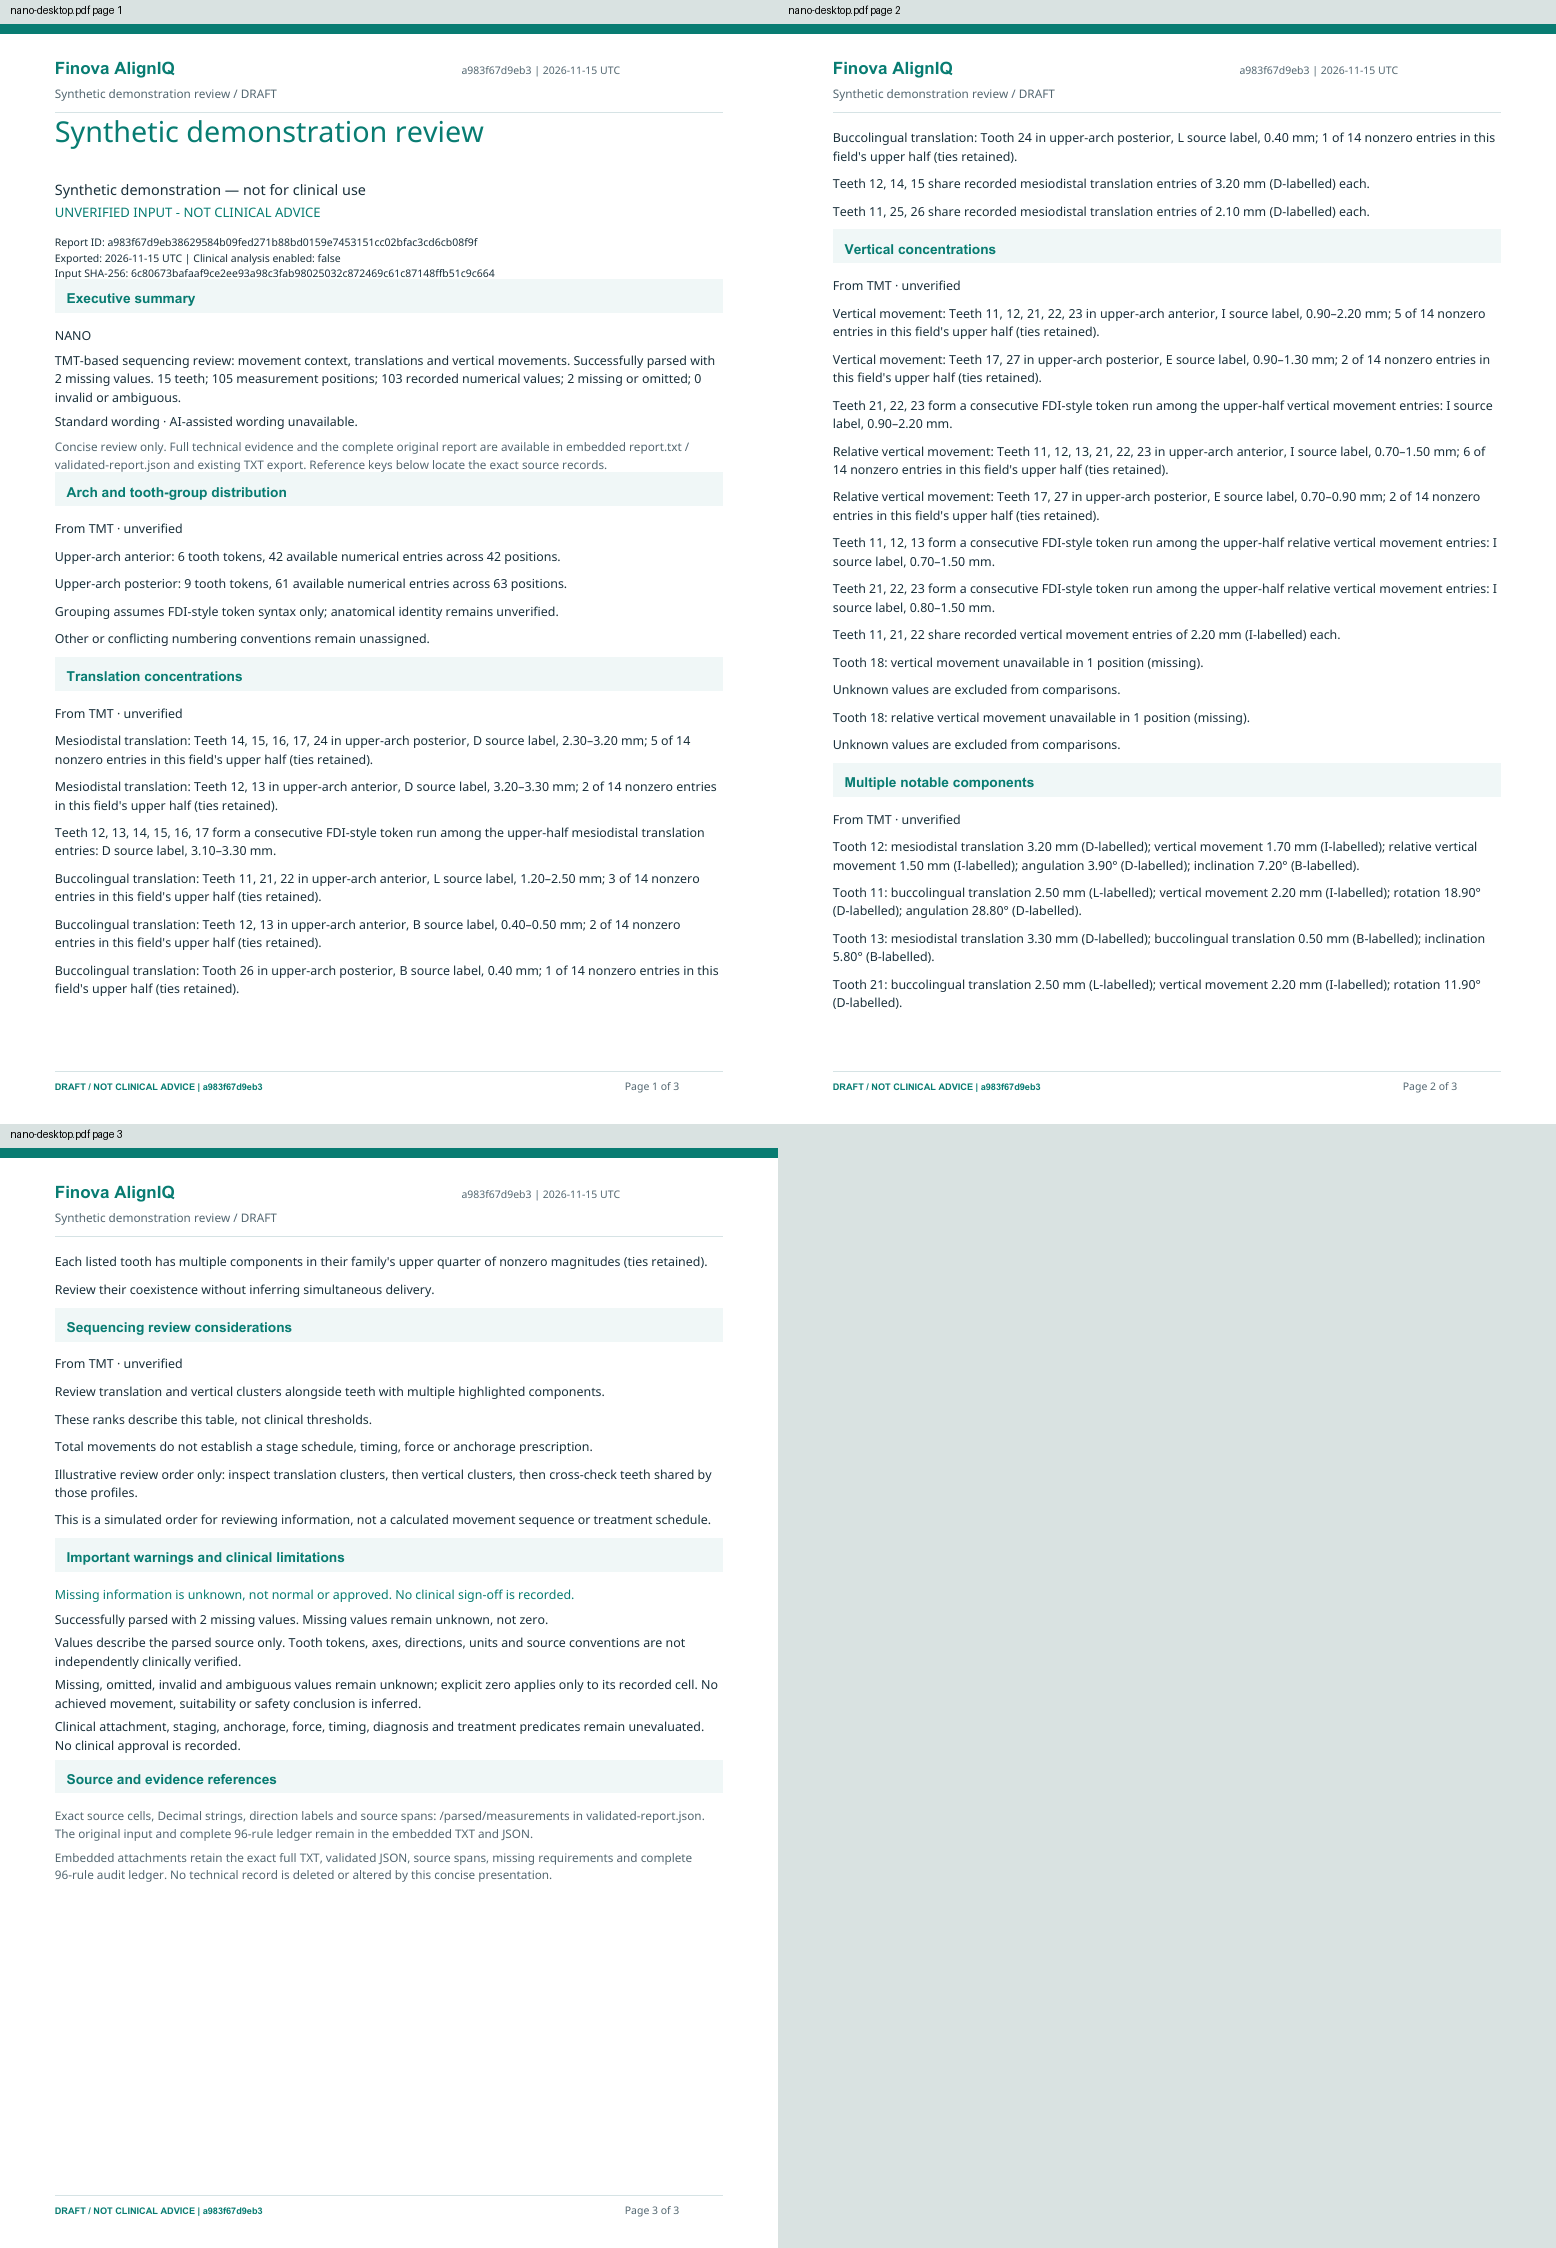 nano-desktop.pdf page 1
Finova AlignIQ
a983f67d9eb3 | 2026-11-15 UTC
Synthetic demonstration review / DRAFT
Synthetic demonstration review
Synthetic demonstration — not for clinical use
UNVERIFIED INPUT - NOT CLINICAL ADVICE
Report ID: a983f67d9eb38629584b09fed271b88bd0159e7453151cc02bfac3cd6cb08f9f
Exported: 2026-11-15 UTC | Clinical analysis enabled: false
Input SHA-256: 6c80673bafaaf9ce2ee93a98c3fab98025032c872469c61c87148ffb51c9c664
Executive summary
NANO
TMT-based sequencing review: movement context, translations and vertical movements. Successfully parsed with
2 missing values. 15 teeth; 105 measurement positions; 103 recorded numerical values; 2 missing or omitted; 0
invalid or ambiguous.
Standard wording · AI-assisted wording unavailable.
Concise review only. Full technical evidence and the complete original report are available in embedded report.txt /
validated-report.json and existing TXT export. Reference keys below locate the exact source records.
Arch and tooth-group distribution
From TMT · unverified
Upper-arch anterior: 6 tooth tokens, 42 available numerical entries across 42 positions.
Upper-arch posterior: 9 tooth tokens, 61 available numerical entries across 63 positions.
Grouping assumes FDI-style token syntax only; anatomical identity remains unverified.
Other or conflicting numbering conventions remain unassigned.
Translation concentrations
From TMT · unverified
Mesiodistal translation: Teeth 14, 15, 16, 17, 24 in upper-arch posterior, D source label, 2.30–3.20 mm; 5 of 14
nonzero entries in this field's upper half (ties retained).
Mesiodistal translation: Teeth 12, 13 in upper-arch anterior, D source label, 3.20–3.30 mm; 2 of 14 nonzero entries
in this field's upper half (ties retained).
Teeth 12, 13, 14, 15, 16, 17 form a consecutive FDI-style token run among the upper-half mesiodistal translation
entries: D source label, 3.10–3.30 mm.
Buccolingual translation: Teeth 11, 21, 22 in upper-arch anterior, L source label, 1.20–2.50 mm; 3 of 14 nonzero
entries in this field's upper half (ties retained).
Buccolingual translation: Teeth 12, 13 in upper-arch anterior, B source label, 0.40–0.50 mm; 2 of 14 nonzero
entries in this field's upper half (ties retained).
Buccolingual translation: Tooth 26 in upper-arch posterior, B source label, 0.40 mm; 1 of 14 nonzero entries in this
field's upper half (ties retained).
DRAFT / NOT CLINICAL ADVICE | a983f67d9eb3
Page 1 of 3
nano-desktop.pdf page 2
Finova AlignIQ
a983f67d9eb3 | 2026-11-15 UTC
Synthetic demonstration review / DRAFT
Buccolingual translation: Tooth 24 in upper-arch posterior, L source label, 0.40 mm; 1 of 14 nonzero entries in this
field's upper half (ties retained).
Teeth 12, 14, 15 share recorded mesiodistal translation entries of 3.20 mm (D-labelled) each.
Teeth 11, 25, 26 share recorded mesiodistal translation entries of 2.10 mm (D-labelled) each.
Vertical concentrations
From TMT · unverified
Vertical movement: Teeth 11, 12, 21, 22, 23 in upper-arch anterior, I source label, 0.90–2.20 mm; 5 of 14 nonzero
entries in this field's upper half (ties retained).
Vertical movement: Teeth 17, 27 in upper-arch posterior, E source label, 0.90–1.30 mm; 2 of 14 nonzero entries in
this field's upper half (ties retained).
Teeth 21, 22, 23 form a consecutive FDI-style token run among the upper-half vertical movement entries: I source
label, 0.90–2.20 mm.
Relative vertical movement: Teeth 11, 12, 13, 21, 22, 23 in upper-arch anterior, I source label, 0.70–1.50 mm; 6 of
14 nonzero entries in this field's upper half (ties retained).
Relative vertical movement: Teeth 17, 27 in upper-arch posterior, E source label, 0.70–0.90 mm; 2 of 14 nonzero
entries in this field's upper half (ties retained).
Teeth 11, 12, 13 form a consecutive FDI-style token run among the upper-half relative vertical movement entries: I
source label, 0.70–1.50 mm.
Teeth 21, 22, 23 form a consecutive FDI-style token run among the upper-half relative vertical movement entries: I
source label, 0.80–1.50 mm.
Teeth 11, 21, 22 share recorded vertical movement entries of 2.20 mm (I-labelled) each.
Tooth 18: vertical movement unavailable in 1 position (missing).
Unknown values are excluded from comparisons.
Tooth 18: relative vertical movement unavailable in 1 position (missing).
Unknown values are excluded from comparisons.
Multiple notable components
From TMT · unverified
Tooth 12: mesiodistal translation 3.20 mm (D-labelled); vertical movement 1.70 mm (I-labelled); relative vertical
movement 1.50 mm (I-labelled); angulation 3.90° (D-labelled); inclination 7.20° (B-labelled).
Tooth 11: buccolingual translation 2.50 mm (L-labelled); vertical movement 2.20 mm (I-labelled); rotation 18.90°
(D-labelled); angulation 28.80° (D-labelled).
Tooth 13: mesiodistal translation 3.30 mm (D-labelled); buccolingual translation 0.50 mm (B-labelled); inclination
5.80° (B-labelled).
Tooth 21: buccolingual translation 2.50 mm (L-labelled); vertical movement 2.20 mm (I-labelled); rotation 11.90°
(D-labelled).
DRAFT / NOT CLINICAL ADVICE | a983f67d9eb3
Page 2 of 3
nano-desktop.pdf page 3
Finova AlignIQ
a983f67d9eb3 | 2026-11-15 UTC
Synthetic demonstration review / DRAFT
Each listed tooth has multiple components in their family's upper quarter of nonzero magnitudes (ties retained).
Review their coexistence without inferring simultaneous delivery.
Sequencing review considerations
From TMT · unverified
Review translation and vertical clusters alongside teeth with multiple highlighted components.
These ranks describe this table, not clinical thresholds.
Total movements do not establish a stage schedule, timing, force or anchorage prescription.
Illustrative review order only: inspect translation clusters, then vertical clusters, then cross-check teeth shared by
those profiles.
This is a simulated order for reviewing information, not a calculated movement sequence or treatment schedule.
Important warnings and clinical limitations
Missing information is unknown, not normal or approved. No clinical sign-off is recorded.
Successfully parsed with 2 missing values. Missing values remain unknown, not zero.
Values describe the parsed source only. Tooth tokens, axes, directions, units and source conventions are not
independently clinically verified.
Missing, omitted, invalid and ambiguous values remain unknown; explicit zero applies only to its recorded cell. No
achieved movement, suitability or safety conclusion is inferred.
Clinical attachment, staging, anchorage, force, timing, diagnosis and treatment predicates remain unevaluated.
No clinical approval is recorded.
Source and evidence references
Exact source cells, Decimal strings, direction labels and source spans: /parsed/measurements in validated-report.json.
The original input and complete 96-rule ledger remain in the embedded TXT and JSON.
Embedded attachments retain the exact full TXT, validated JSON, source spans, missing requirements and complete
96-rule audit ledger. No technical record is deleted or altered by this concise presentation.
DRAFT / NOT CLINICAL ADVICE | a983f67d9eb3
Page 3 of 3